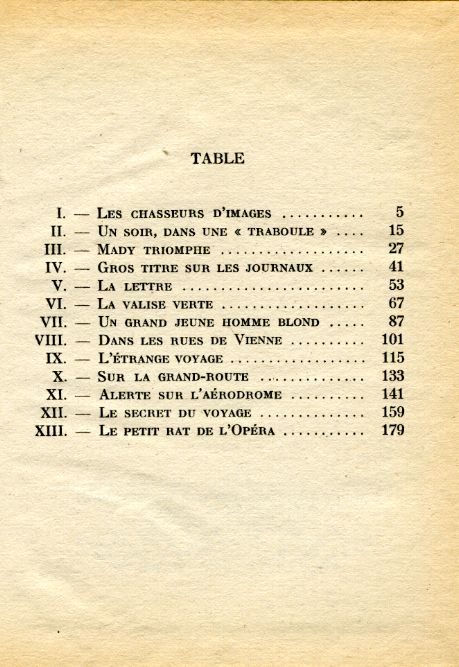 TABLE
I. — Les chasseurs d'images ........... 5
II. — Un soir, dans une « traboule » .... 15
III. — Mady triomphe ................ 27
IV. — Gros titre sur les journaux ...... 41
V. — La lettre ..................... 53
VI. — La valise verte ................ 67
VII. — Un grand jeune homme blond ..... 87
VIII. — Dans les rues de Vienne ......... 101
IX. — L'étrange voyage ............... 115
X. — Sur la grand-route ............ 133
XI. — Alerte sur l'aérodrome ......... 141
XII. — Le secret du voyage ............ 159
XIII. — Le petit rat de l'Opéra .......... 179